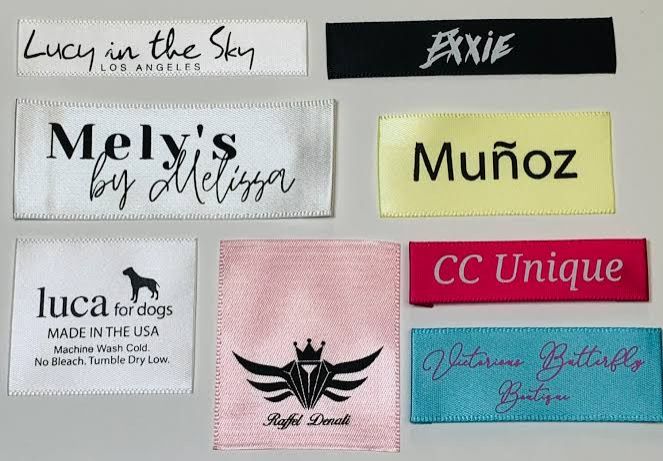 Lucy in the Sky
LOS ANGELES
EXXIE
Mely's
by Melissa
Muñoz
luca for dogs
MADE IN THE USA
Machine Wash Cold.
No Bleach. Tumble Dry Low.
Raffel Denali
CC Unique
Victorious Butterfly
Boutique